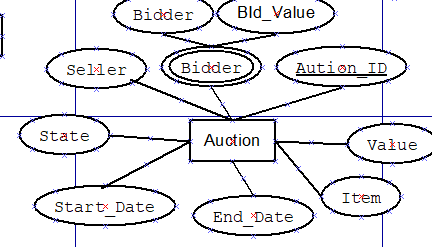 Bidder
BId_Value
Seller
Bidder
Aution_ID
State
Auction
Value
Start_Date
End_Date
Item